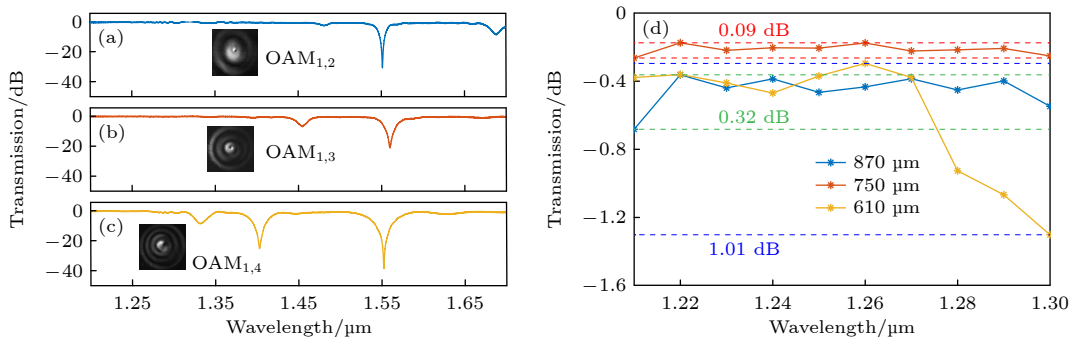 (a)
OAM1,2
0
−20
−40
(b)
OAM1,3
0
−20
−40
(c)
OAM1,4
0
−20
−40
1.25
1.35
1.45
1.55
1.65
Transmission/dB
Wavelength/µm
(d)
0.09 dB
0.32 dB
1.01 dB
870 µm
750 µm
610 µm
0
−0.4
−0.8
−1.2
−1.6
1.22
1.24
1.26
1.28
1.30
Transmission/dB
Wavelength/µm